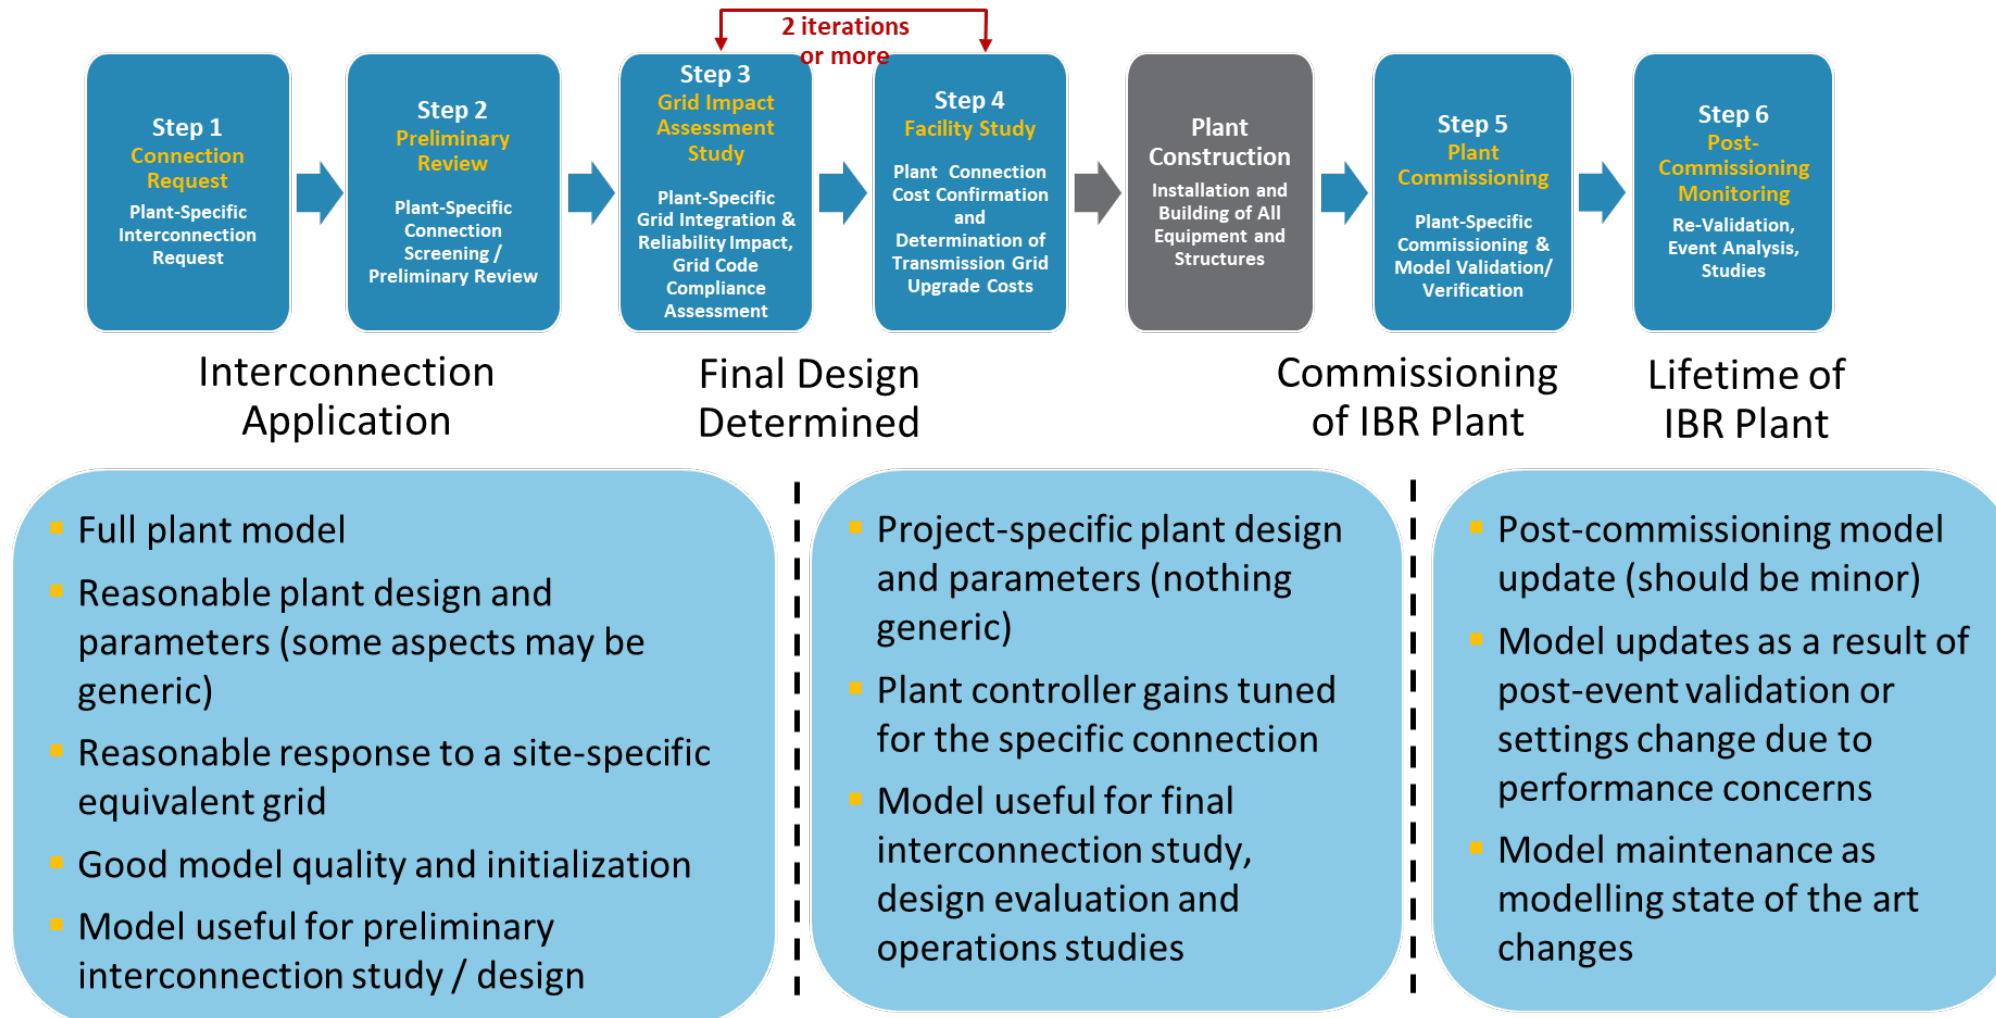 2 iterations
or more
Step 1
Connection
Request
Plant-Specific
Interconnection
Request
Step 2
Preliminary
Review
Plant-Specific
Connection
Screening /
Preliminary Review
Step 3
Grid Impact
Assessment
Study
Plant-Specific
Grid Integration &
Reliability Impact,
Grid Code
Compliance
Assessment
Step 4
Facility Study
Plant Connection
Cost Confirmation
and
Determination of
Transmission Grid
Upgrade Costs
Plant
Construction
Installation and
Building of All
Equipment and
Structures
Step 5
Plant
Commissioning
Plant-Specific
Commissioning &
Model Validation/
Verification
Step 6
Post-
Commissioning
Monitoring
Re-Validation,
Event Analysis,
Studies
Interconnection
Application
Final Design
Determined
Commissioning
of IBR Plant
Lifetime of
IBR Plant
Full plant model
Reasonable plant design and
parameters (some aspects may be
generic)
Reasonable response to a site-specific
equivalent grid
Good model quality and initialization
Model useful for preliminary
interconnection study / design
Project-specific plant design
and parameters (nothing
generic)
Plant controller gains tuned
for the specific connection
Model useful for final
interconnection study,
design evaluation and
operations studies
Post-commissioning model
update (should be minor)
Model updates as a result of
post-event validation or
settings change due to
performance concerns
Model maintenance as
modelling state of the art
changes